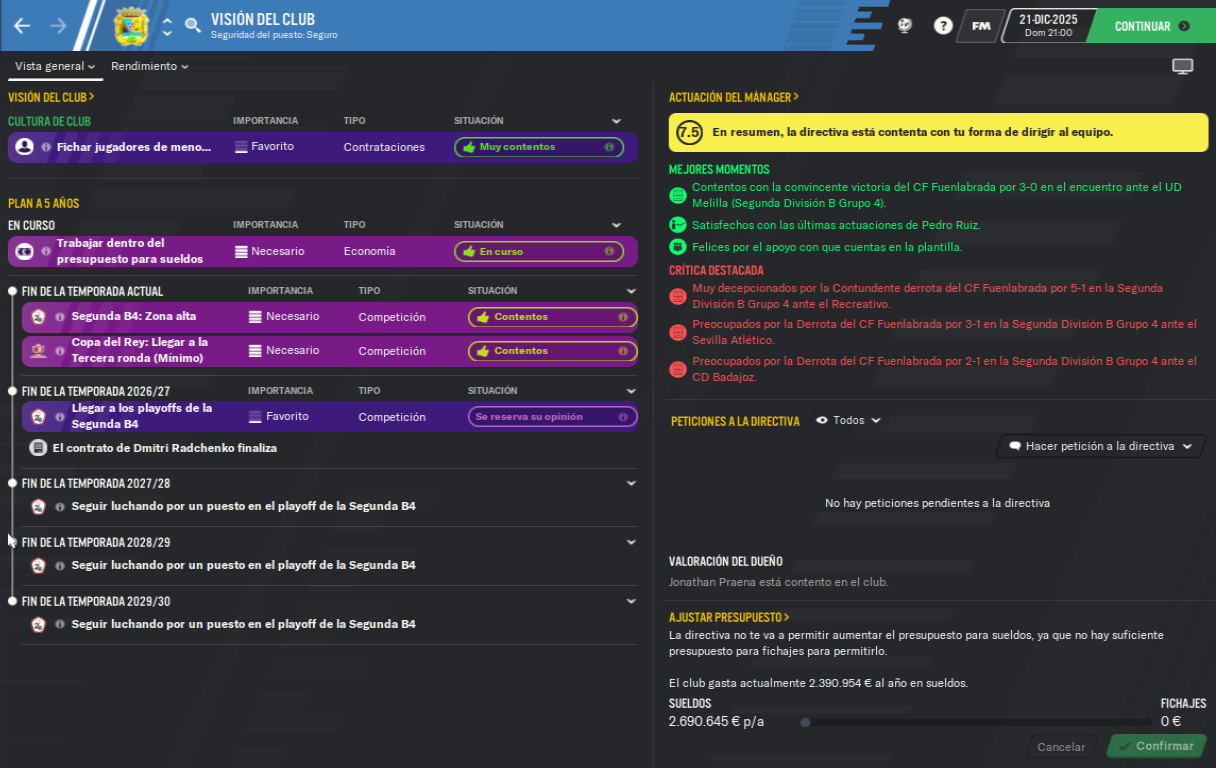 VISIÓN DEL CLUB
Seguridad del puesto: Seguro
FM
21-DIC-2025
Dom 21:00
CONTINUAR
Vista general
Rendimiento
VISIÓN DEL CLUB >
CULTURA DE CLUB
IMPORTANCIA
TIPO
SITUACIÓN
Fichar jugadores de meno...
Favorito
Contrataciones
Muy contentos
PLAN A 5 AÑOS
EN CURSO
IMPORTANCIA
TIPO
SITUACIÓN
Trabajar dentro del
presupuesto para sueldos
Necesario
Economía
En curso
FIN DE LA TEMPORADA ACTUAL
IMPORTANCIA
TIPO
SITUACIÓN
Segunda B4: Zona alta
Necesario
Competición
Contentos
Copa del Rey: Llegar a la
Tercera ronda (Mínimo)
Necesario
Competición
Contentos
FIN DE LA TEMPORADA 2026/27
IMPORTANCIA
TIPO
SITUACIÓN
Llegar a los playoffs de la
Segunda B4
Favorito
Competición
Se reserva su opinión
El contrato de Dmitri Radchenko finaliza
FIN DE LA TEMPORADA 2027/28
Seguir luchando por un puesto en el playoff de la Segunda B4
FIN DE LA TEMPORADA 2028/29
Seguir luchando por un puesto en el playoff de la Segunda B4
FIN DE LA TEMPORADA 2029/30
Seguir luchando por un puesto en el playoff de la Segunda B4
ACTUACIÓN DEL MÁNAGER >
7.5
En resumen, la directiva está contenta con tu forma de dirigir al equipo.
MEJORES MOMENTOS
Contentos con la convincente victoria del CF Fuenlabrada por 3-0 en el encuentro ante el UD
Melilla (Segunda División B Grupo 4).
Satisfechos con las últimas actuaciones de Pedro Ruiz.
Felices por el apoyo con que cuentas en la plantilla.
CRÍTICA DESTACADA
Muy decepcionados por la Contundente derrota del CF Fuenlabrada por 5-1 en la Segunda
División B Grupo 4 ante el Recreativo.
Preocupados por la Derrota del CF Fuenlabrada por 3-1 en la Segunda División B Grupo 4 ante el
Sevilla Atlético.
Preocupados por la Derrota del CF Fuenlabrada por 2-1 en la Segunda División B Grupo 4 ante el
CD Badajoz.
PETICIONES A LA DIRECTIVA
Todos
Hacer petición a la directiva
No hay peticiones pendientes a la directiva
VALORACIÓN DEL DUEÑO
Jonathan Praena está contento en el club.
AJUSTAR PRESUPUESTO >
La directiva no te va a permitir aumentar el presupuesto para sueldos, ya que no hay suficiente
presupuesto para fichajes para permitirlo.
El club gasta actualmente 2.390.954 € al año en sueldos.
SUELDOS
FICHAJES
2.690.645 € p/a
0 €
Cancelar
Confirmar